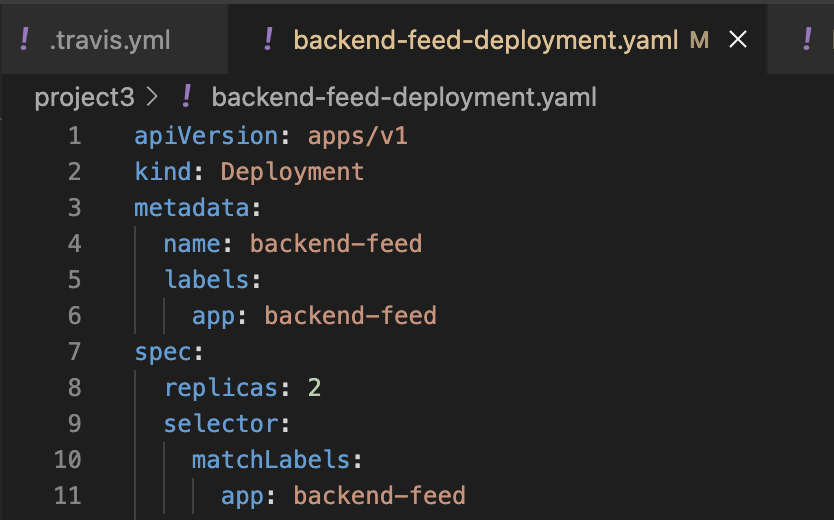 ! .travis.yml ! backend-feed-deployment.yaml M × !
project3 > ! backend-feed-deployment.yaml
1 apiVersion: apps/v1
2 kind: Deployment
3 metadata:
4   name: backend-feed
5   labels:
6     app: backend-feed
7 spec:
8   replicas: 2
9   selector:
10     matchLabels:
11       app: backend-feed